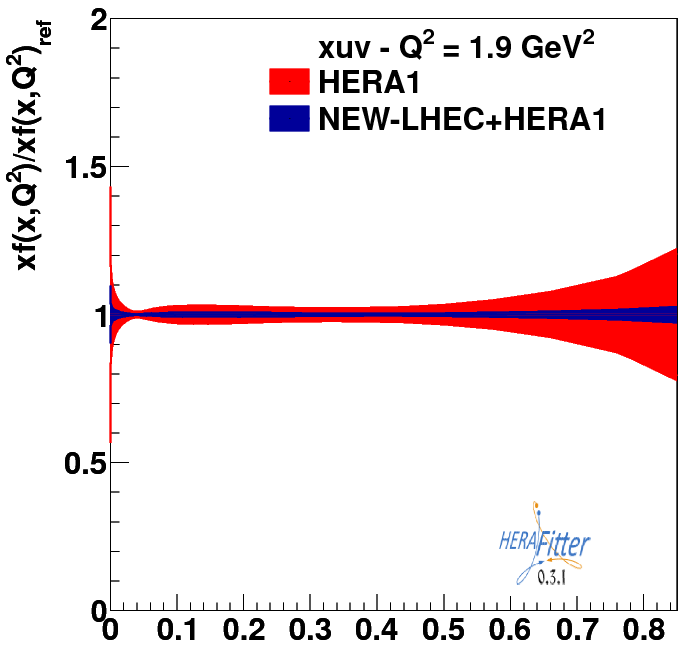 xuv - Q² = 1.9 GeV²
HERA1
NEW-LHEC+HERA1
xf(x,Q²)/xf(x,Q²)ref
2
1.5
1
0.5
0
0 0.1 0.2 0.3 0.4 0.5 0.6 0.7 0.8
HERAFitter
0.3.1